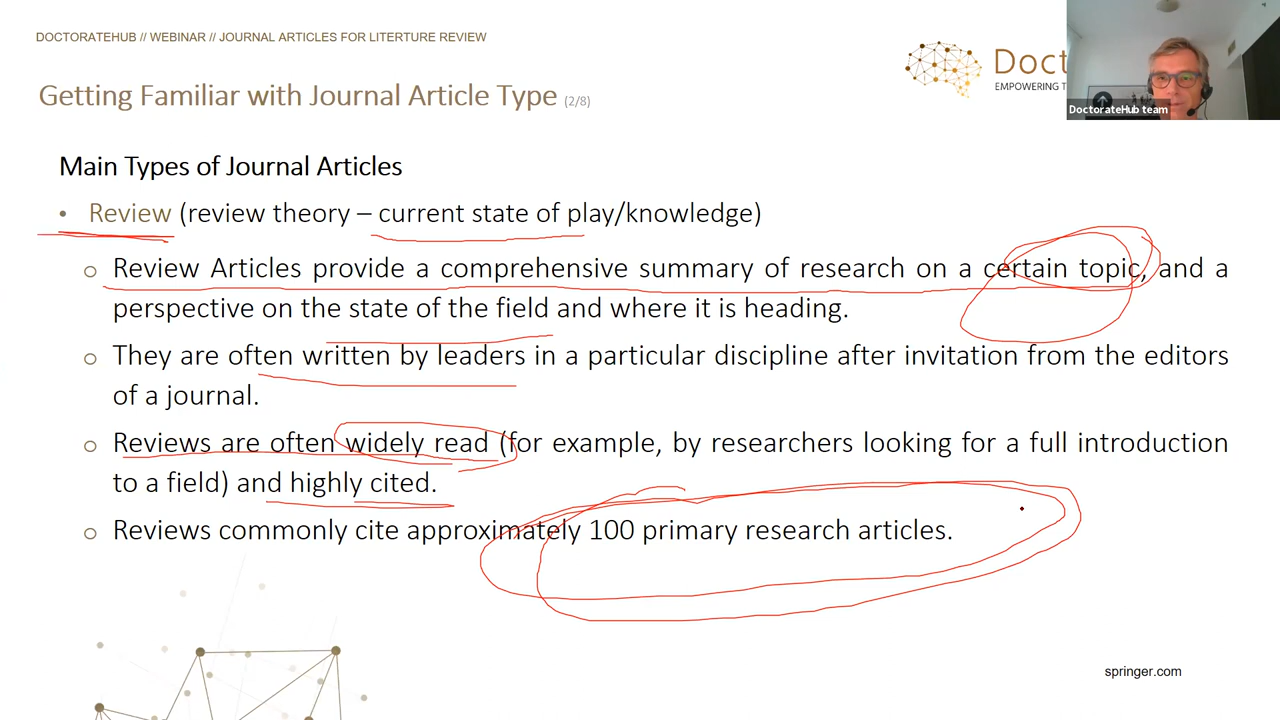 DOCTORATEHUB // WEBINAR // JOURNAL ARTICLES FOR LITERTURE REVIEW
Getting Familiar with Journal Article Type (2/8)
Doct
EMPOWERING T
DoctorateHub team
Main Types of Journal Articles
• Review (review theory – current state of play/knowledge)
o Review Articles provide a comprehensive summary of research on a certain topic, and a
perspective on the state of the field and where it is heading.
o They are often written by leaders in a particular discipline after invitation from the editors
of a journal.
o Reviews are often widely read (for example, by researchers looking for a full introduction
to a field) and highly cited.
o Reviews commonly cite approximately 100 primary research articles.
springer.com